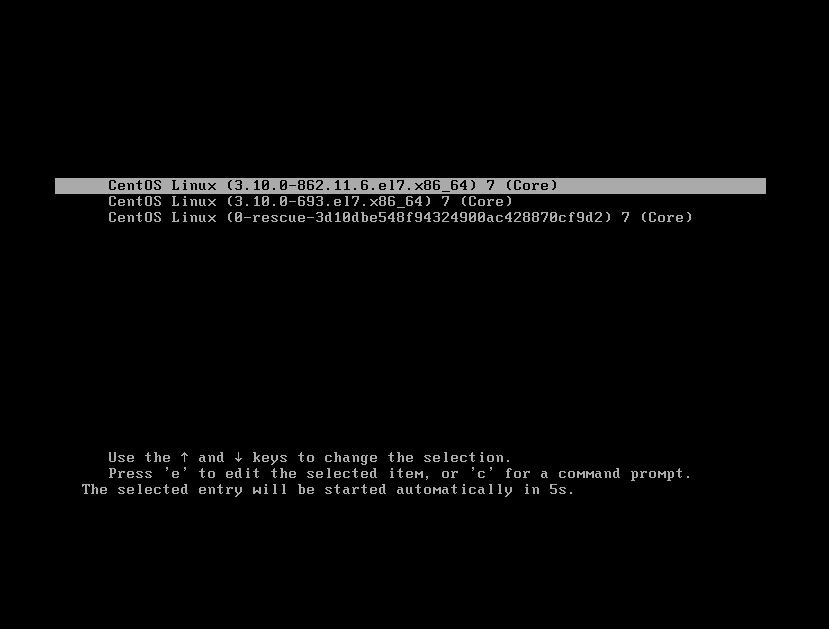 CentOS Linux (3.10.0-862.11.6.el7.x86_64) 7 (Core)
CentOS Linux (3.10.0-693.el7.x86_64) 7 (Core)
CentOS Linux (0-rescue-3d10dbe548f94324900ac428870cf9d2) 7 (Core)
Use the ↑ and ↓ keys to change the selection.
Press 'e' to edit the selected item, or 'c' for a command prompt.
The selected entry will be started automatically in 5s.